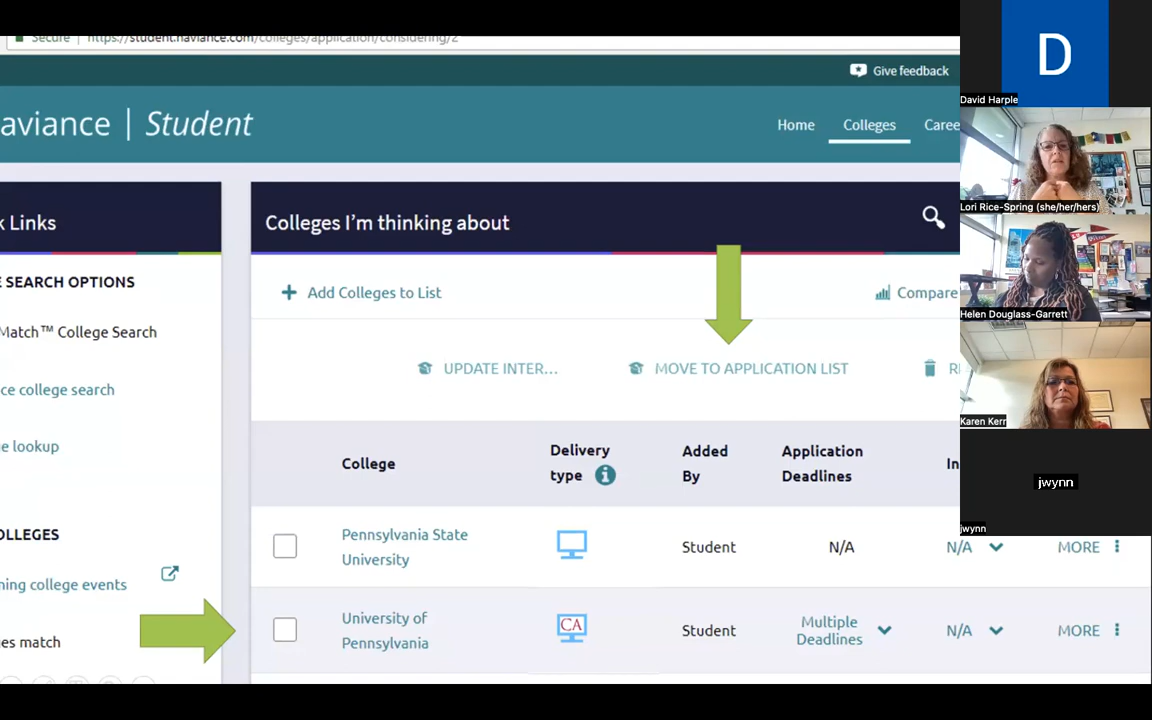 Secure | https://student.naviance.com/colleges/application/considering/2
Give feedback
aviance | Student
Home
Colleges
Caree
k Links
Colleges I'm thinking about
E SEARCH OPTIONS
Match™ College Search
ce college search
e lookup
OLLEGES
ning college events
es match
Add Colleges to List
Compare
UPDATE INTER...
MOVE TO APPLICATION LIST
RE
College
Delivery type
Added By
Application Deadlines
In
Pennsylvania State University
Student
N/A
N/A
MORE
University of Pennsylvania
CA
Student
Multiple Deadlines
N/A
MORE
D
David Harple
Lori Rice-Spring (she/her/hers)
Helen Douglass-Garrett
Karen Kerr
jwynn
jwynn